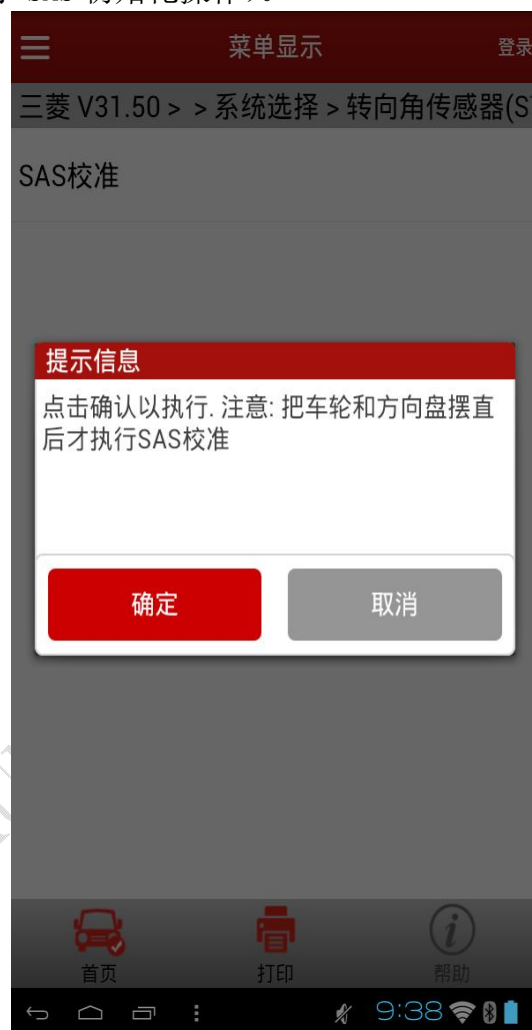 菜单显示
登录
三菱 V31.50 > > 系统选择 > 转向角传感器(S
SAS校准
提示信息
点击确认以执行. 注意: 把车轮和方向盘摆直
后才执行SAS校准
确定
取消
首页
打印
帮助
9:38